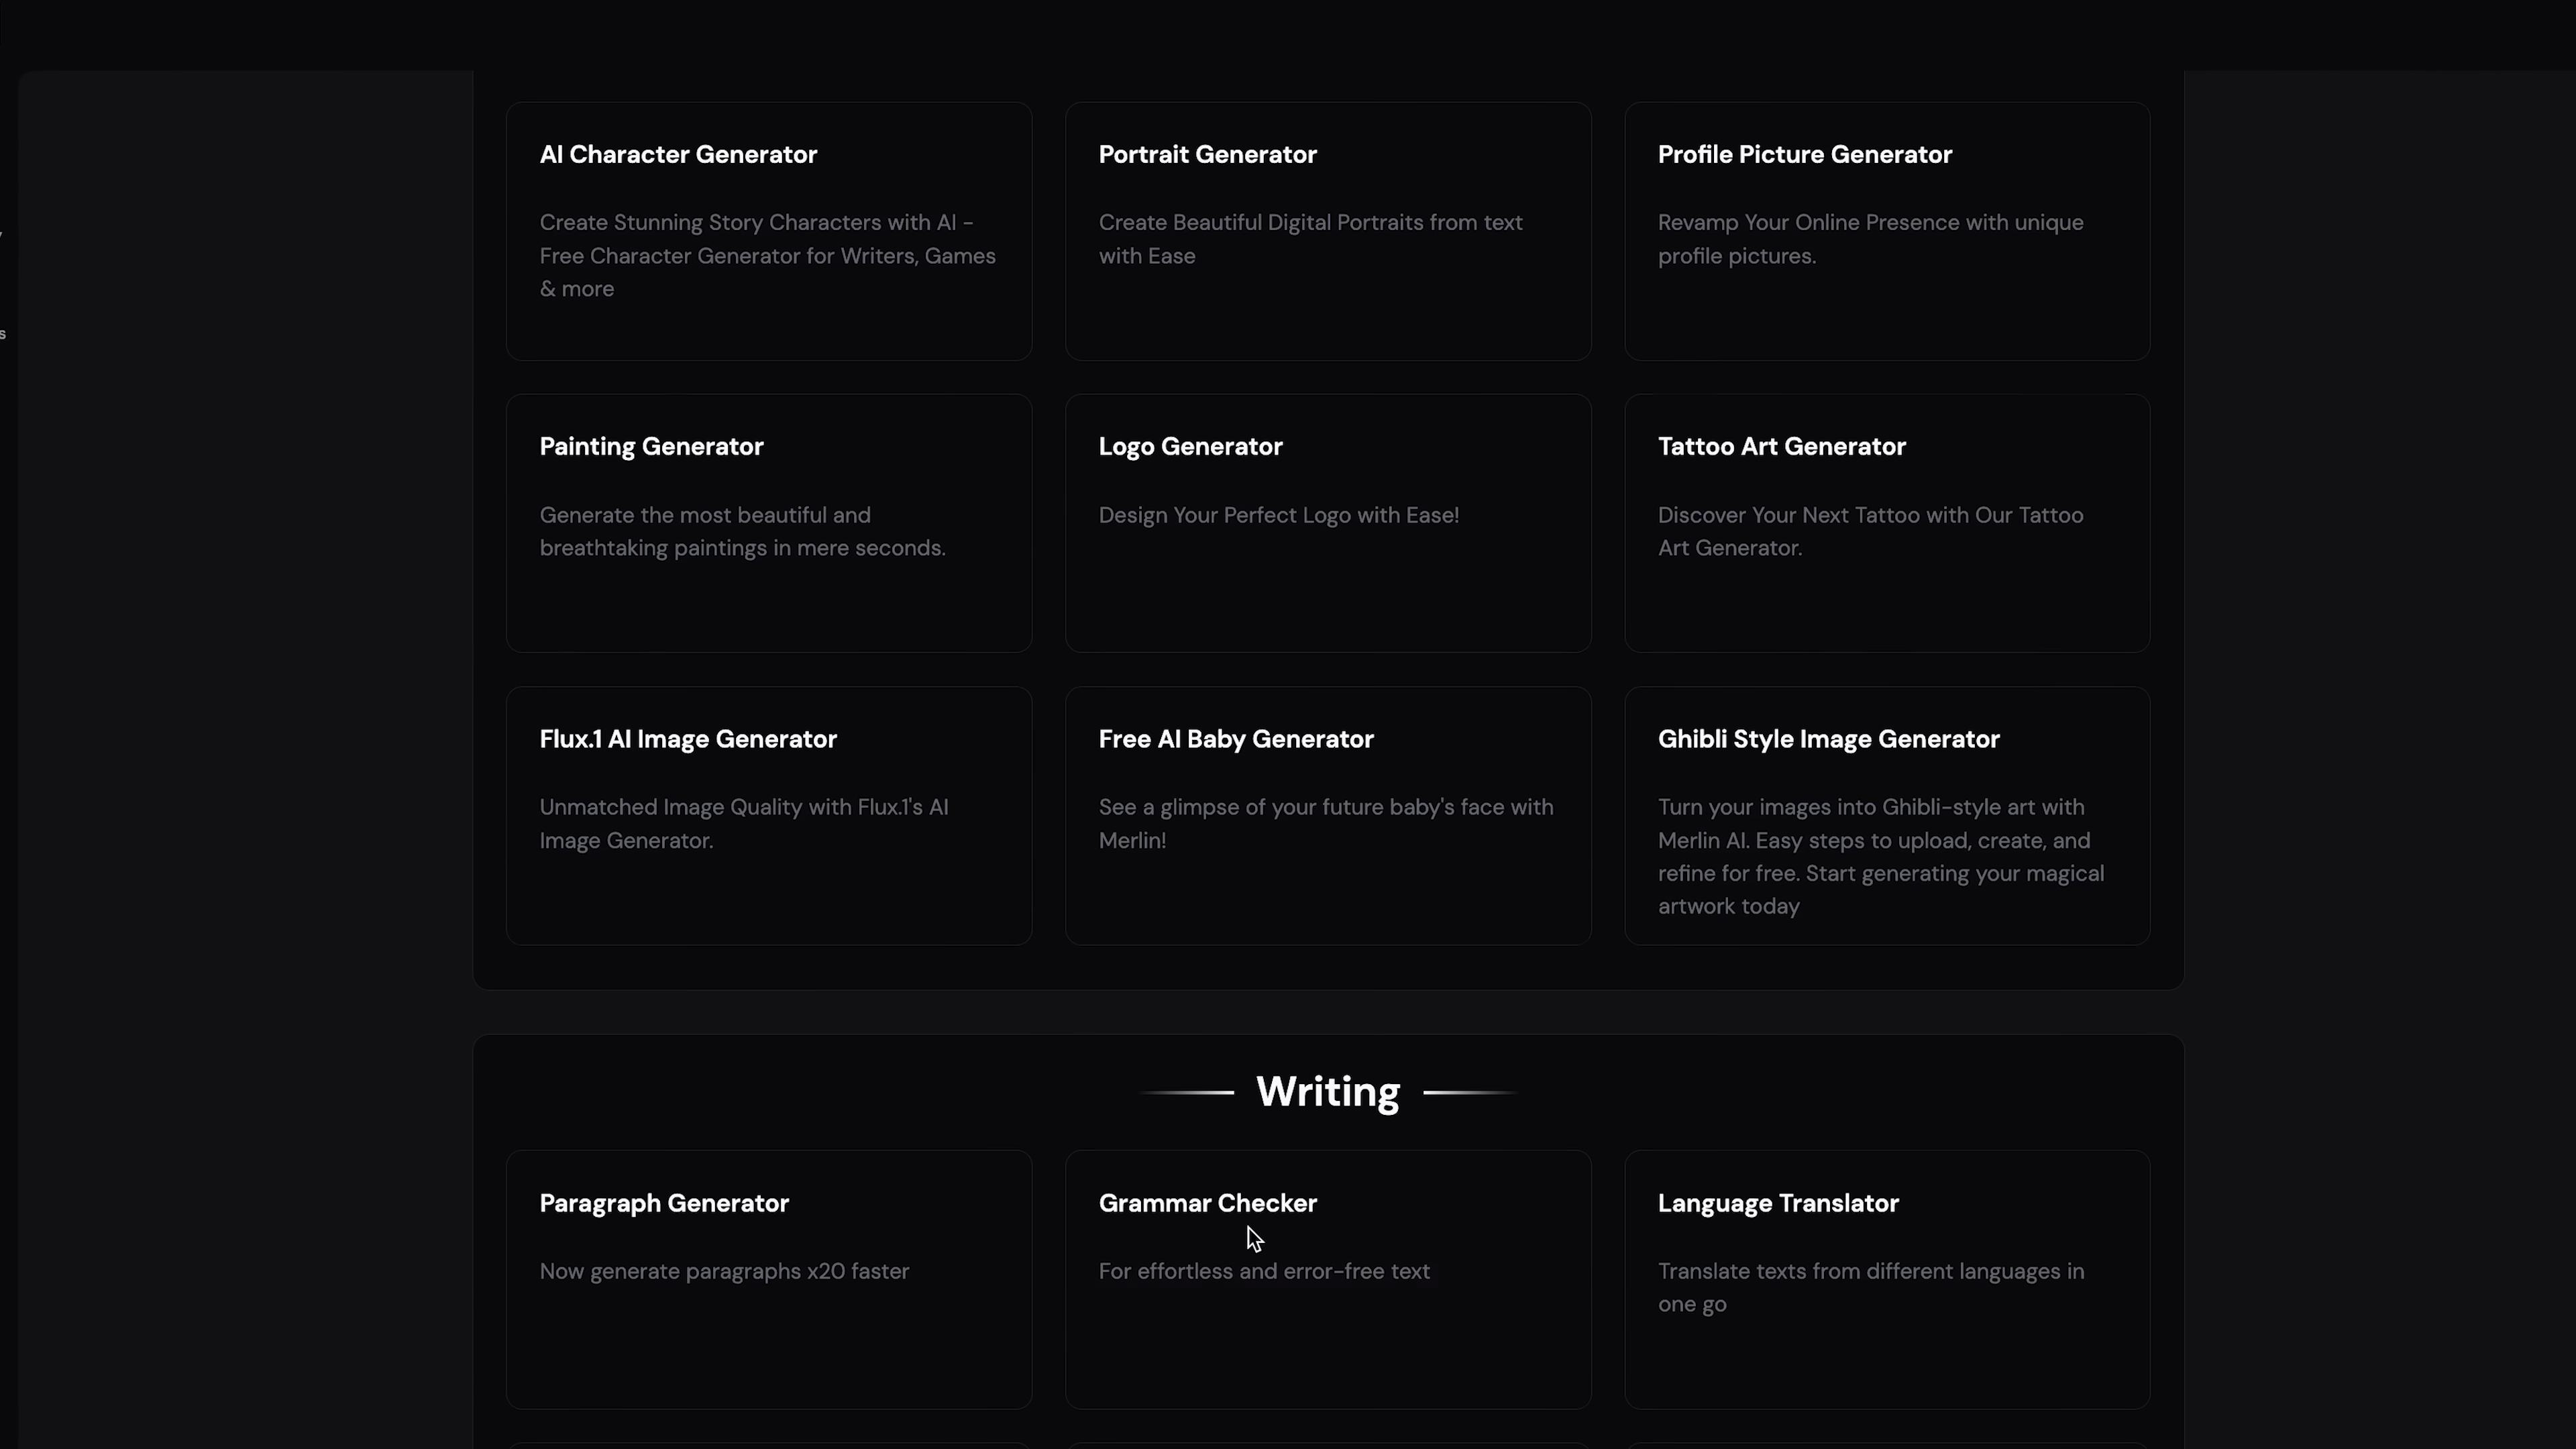 AI Character Generator
Create Stunning Story Characters with AI -
Free Character Generator for Writers, Games
& more
Portrait Generator
Create Beautiful Digital Portraits from text
with Ease
Profile Picture Generator
Revamp Your Online Presence with unique
profile pictures.
Painting Generator
Generate the most beautiful and
breathtaking paintings in mere seconds.
Logo Generator
Design Your Perfect Logo with Ease!
Tattoo Art Generator
Discover Your Next Tattoo with Our Tattoo
Art Generator.
Flux.1 AI Image Generator
Unmatched Image Quality with Flux.1's AI
Image Generator.
Free AI Baby Generator
See a glimpse of your future baby's face with
Merlin!
Ghibli Style Image Generator
Turn your images into Ghibli-style art with
Merlin AI. Easy steps to upload, create, and
refine for free. Start generating your magical
artwork today
Writing
Paragraph Generator
Now generate paragraphs x20 faster
Grammar Checker
For effortless and error-free text
Language Translator
Translate texts from different languages in
one go